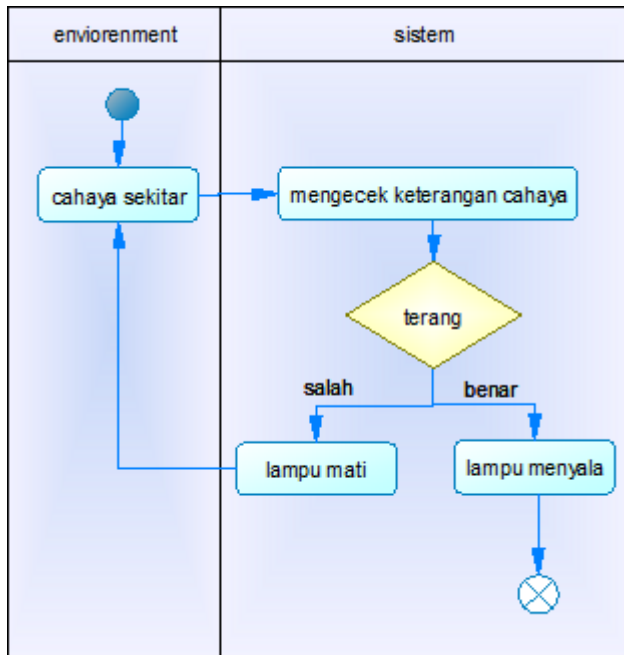 enviorenment
sistem
cahaya sekitar
mengecek keterangan cahaya
terang
salah
benar
lampu mati
lampu menyala